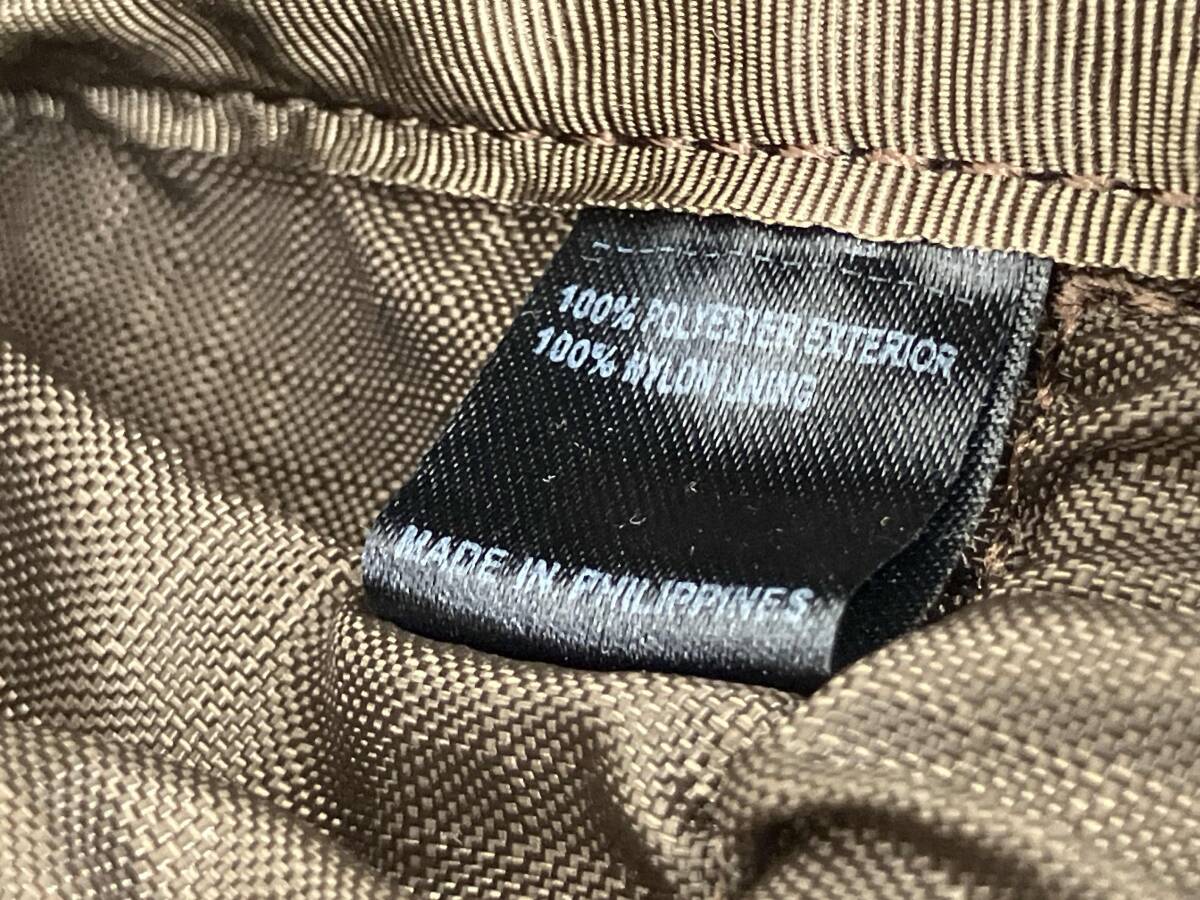 100% POLYESTER EXTERIOR
100% NYLON LINING
MADE IN PHILIPPINES